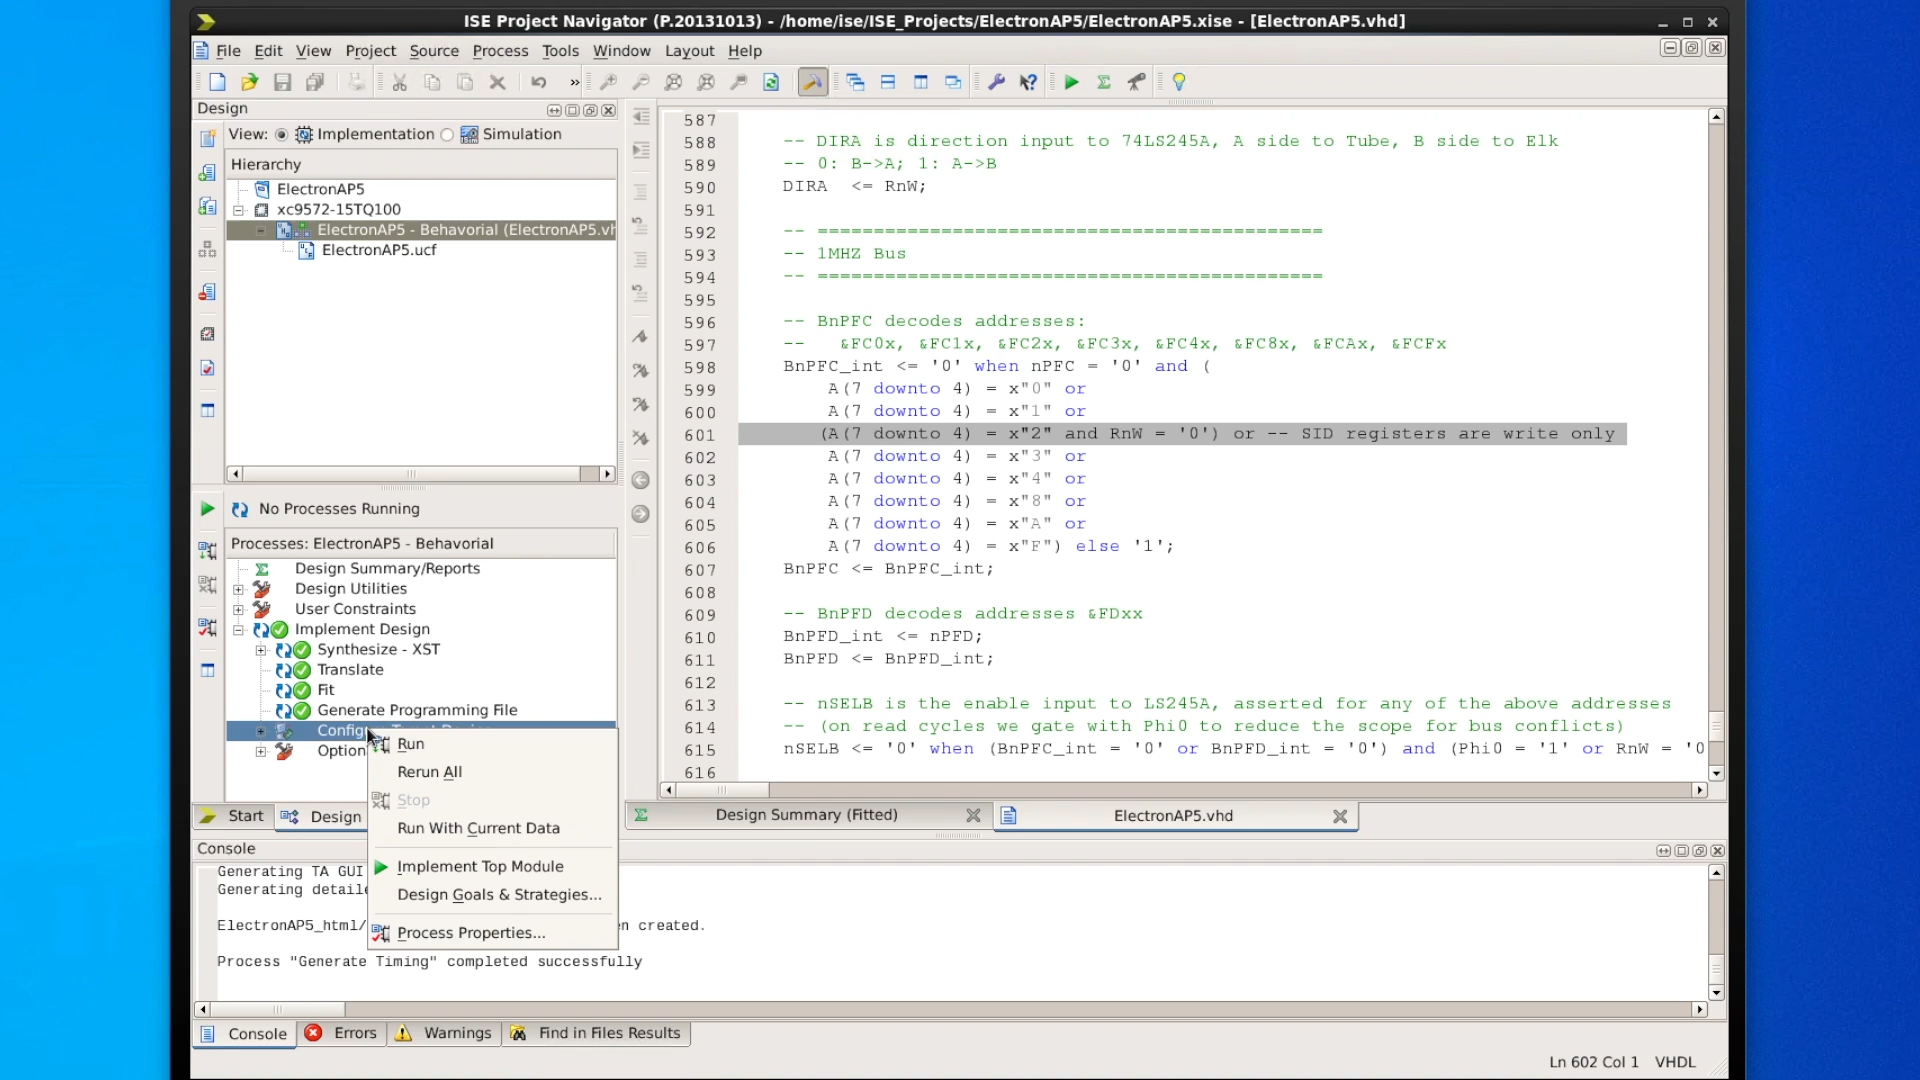 ISE Project Navigator (P.20131013) - /home/ise/ISE_Projects/ElectronAP5/ElectronAP5.xise - [ElectronAP5.vhd]
File Edit View Project Source Process Tools Window Layout Help
Design
View: Implementation Simulation
Hierarchy
ElectronAP5
xc9572-15TQ100
ElectronAP5 - Behavorial (ElectronAP5.vh
ElectronAP5.ucf
No Processes Running
Processes: ElectronAP5 - Behavorial
Design Summary/Reports
Design Utilities
User Constraints
Implement Design
Synthesize - XST
Translate
Fit
Generate Programming File
Config
Option
Run
Rerun All
Stop
Run With Current Data
Implement Top Module
Design Goals & Strategies...
Process Properties...
Start Design
587
588 -- DIRA is direction input to 74LS245A, A side to Tube, B side to Elk
589 -- 0: B->A; 1: A->B
590 DIRA <= RnW;
591
592 -- =============================================
593 -- 1MHZ Bus
594 -- =============================================
595
596 -- BnPFC decodes addresses:
597 -- &FC0x, &FC1x, &FC2x, &FC3x, &FC4x, &FC8x, &FCAx, &FCFx
598 BnPFC_int <= '0' when nPFC = '0' and (
599 A(7 downto 4) = x"0" or
600 A(7 downto 4) = x"1" or
601 (A(7 downto 4) = x"2" and RnW = '0') or -- SID registers are write only
602 A(7 downto 4) = x"3" or
603 A(7 downto 4) = x"4" or
604 A(7 downto 4) = x"8" or
605 A(7 downto 4) = x"A" or
606 A(7 downto 4) = x"F") else '1';
607 BnPFC <= BnPFC_int;
608
609 -- BnPFD decodes addresses &FDxx
610 BnPFD_int <= nPFD;
611 BnPFD <= BnPFD_int;
612
613 -- nSELB is the enable input to LS245A, asserted for any of the above addresses
614 -- (on read cycles we gate with Phi0 to reduce the scope for bus conflicts)
615 nSELB <= '0' when (BnPFC_int = '0' or BnPFD_int = '0') and (Phi0 = '1' or RnW = '0
616
Design Summary (Fitted) ElectronAP5.vhd
Console
Generating TA GUI
Generating detaile
ElectronAP5_html/ n created.
Process "Generate Timing" completed successfully
Console Errors Warnings Find in Files Results
Ln 602 Col 1 VHDL